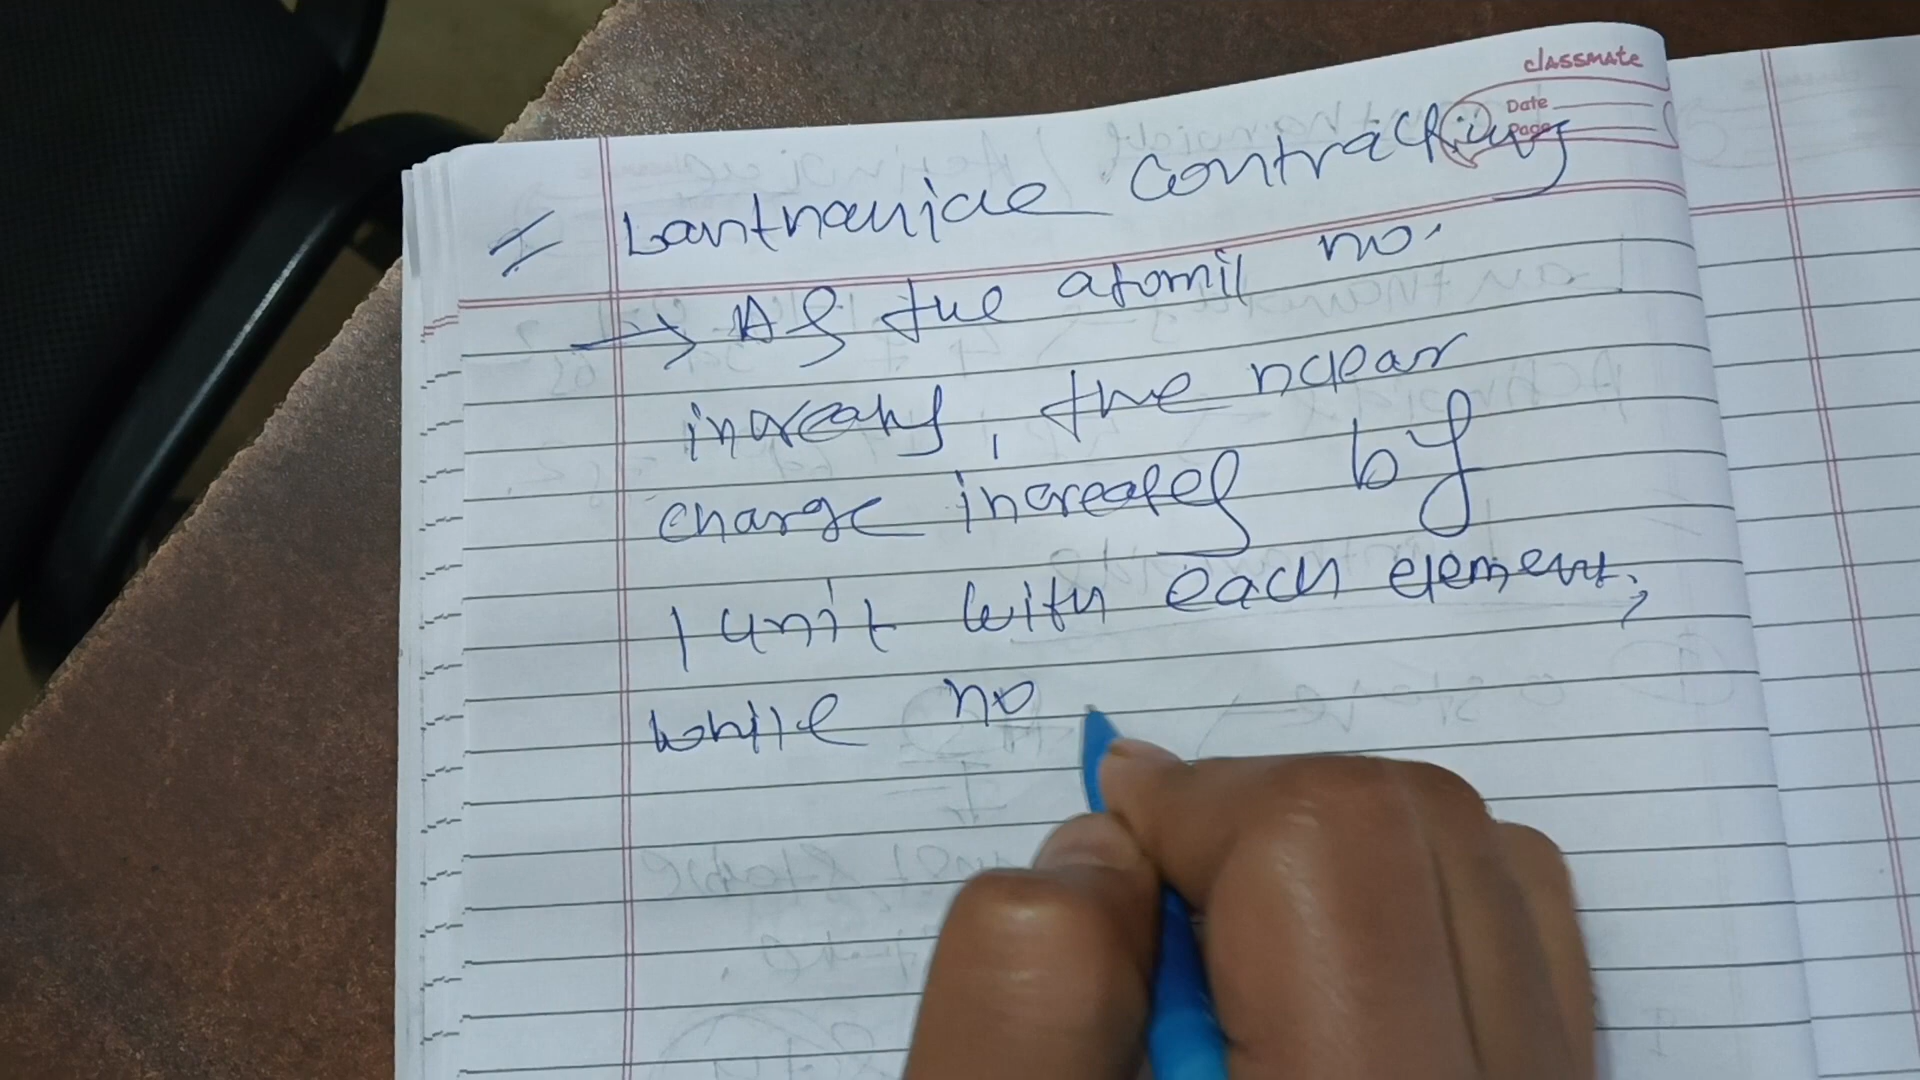 classmate
Date
Page
Lanthanide Contraction
→ As the atomic no.
increases, the nclear
charge increases by
1 unit with each element,
while no